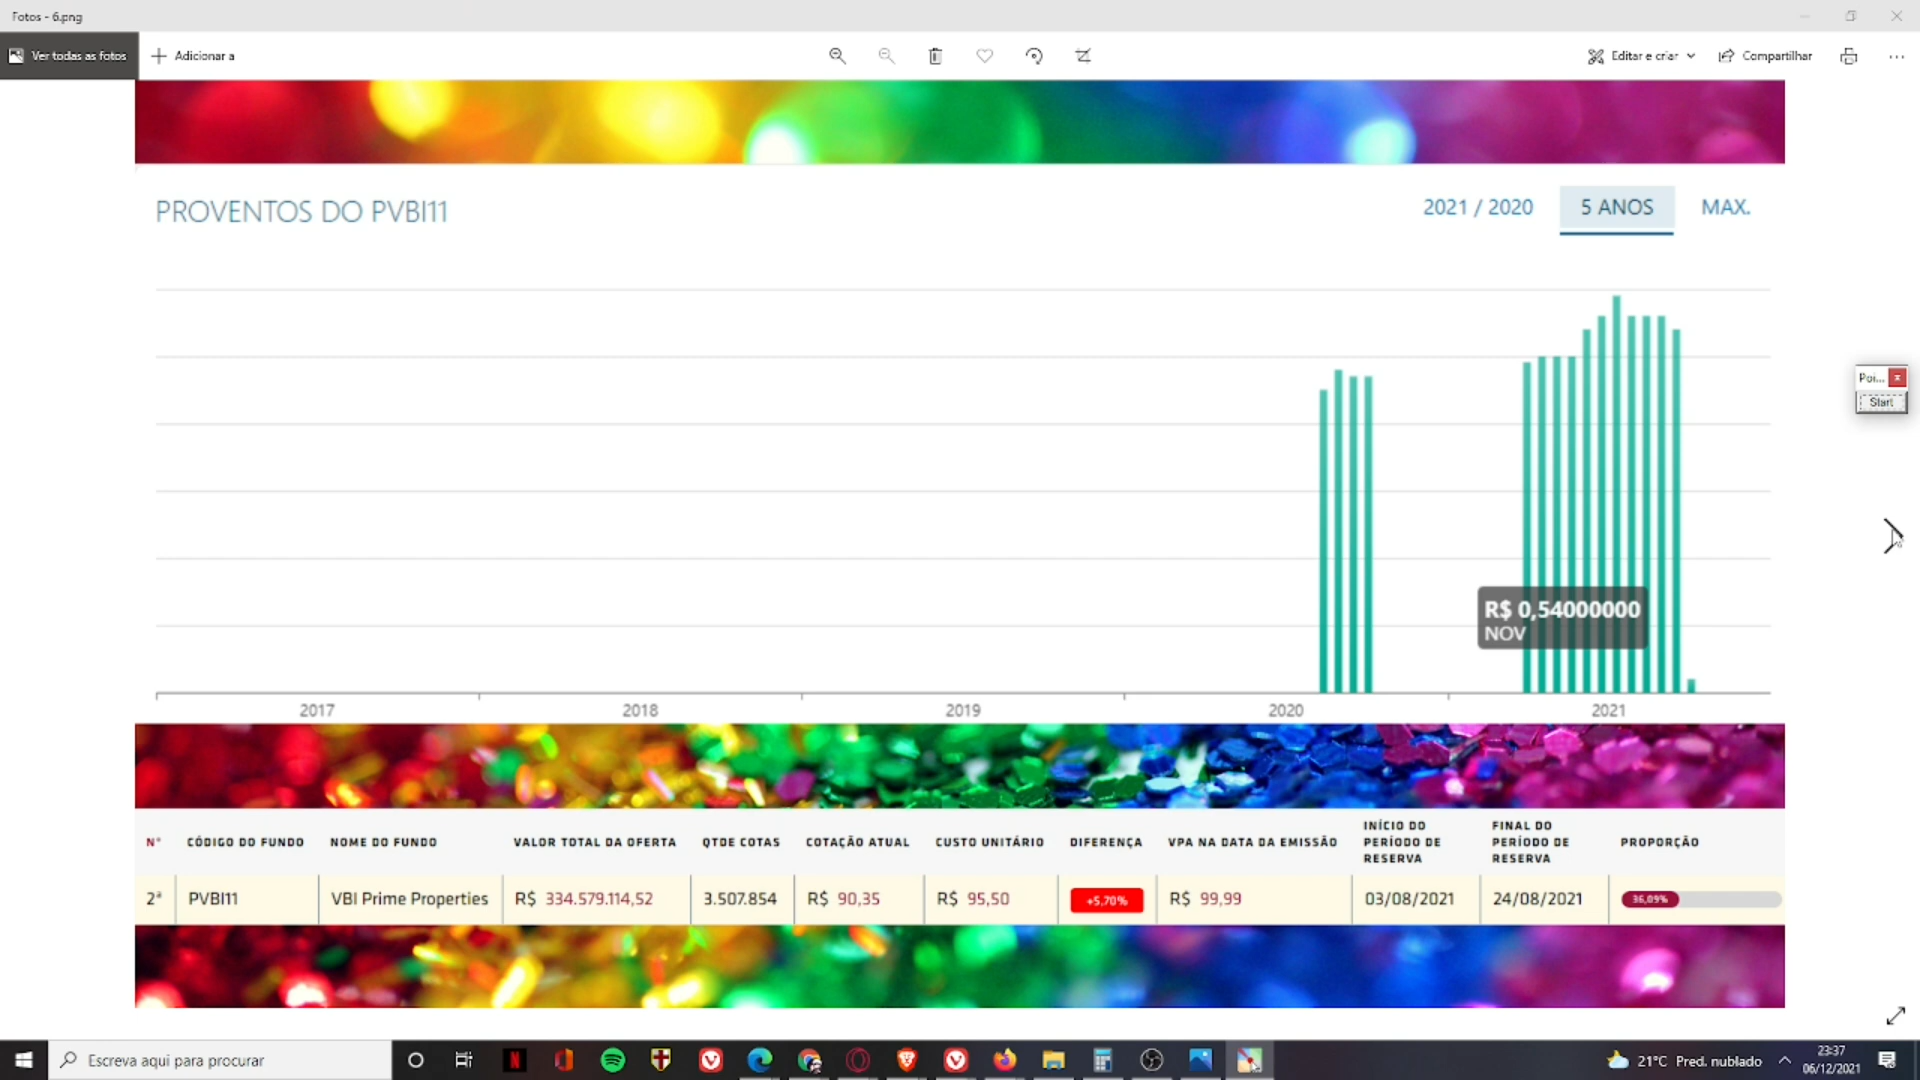 Fotos - 6.png
Ver todas as fotos
Adicionar a
Editar e criar
Compartilhar
PROVENTOS DO PVBI11
2021 / 2020
5 ANOS
MAX.
Poi...
Start
R$ 0,54000000
NOV
2017
2018
2019
2020
2021
N° CÓDIGO DO FUNDO NOME DO FUNDO VALOR TOTAL DA OFERTA QTDE COTAS COTAÇÃO ATUAL CUSTO UNITÁRIO DIFERENÇA VPA NA DATA DA EMISSÃO INÍCIO DO PERÍODO DE RESERVA FINAL DO PERÍODO DE RESERVA PROPORÇÃO
2ª PVBI11 VBI Prime Properties R$ 334.579.114,52 3.507.854 R$ 90,35 R$ 95,50 +5,70% R$ 99,99 03/08/2021 24/08/2021 36,09%
Escreva aqui para procurar
21°C Pred. nublado
23:37
06/12/2021